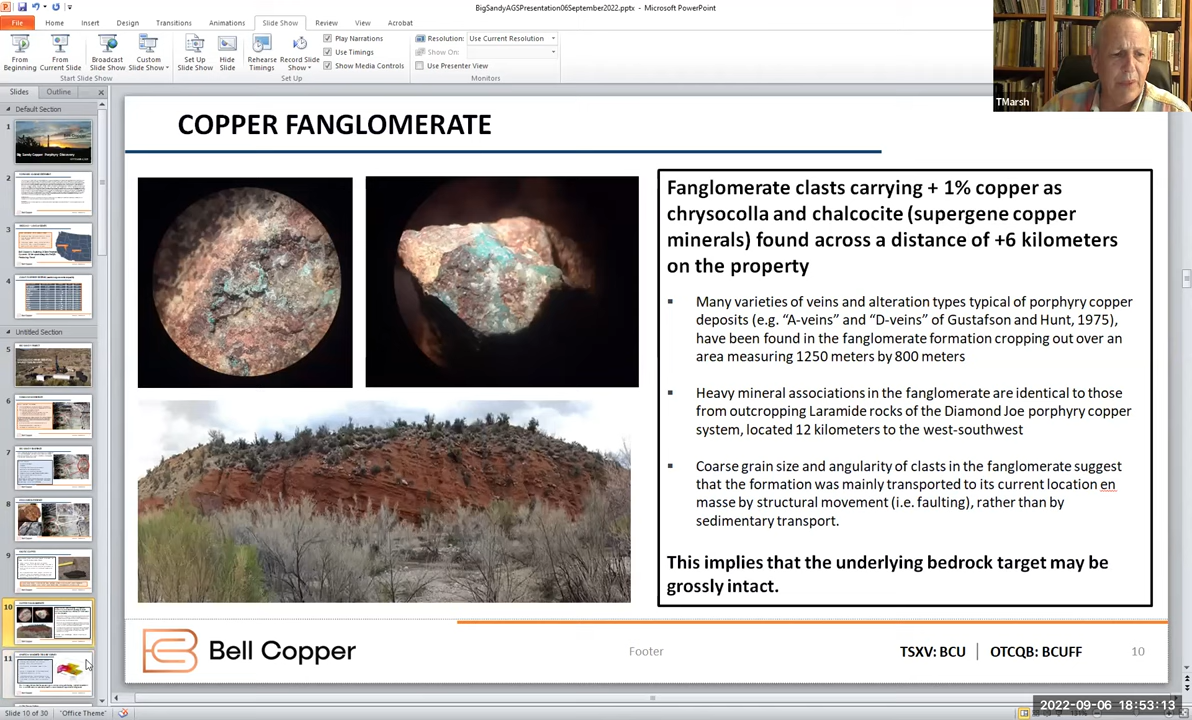 BigSandyAGSPresentation06September2022.pptx - Microsoft PowerPoint
File Home Insert Design Transitions Animations Slide Show Review View Acrobat
From Beginning
From Current Slide
Broadcast Slide Show
Custom Slide Show
Set Up Slide Show
Hide Slide
Rehearse Timings
Record Slide Show
Play Narrations
Use Timings
Show Media Controls
Resolution: Use Current Resolution
Show On:
Use Presenter View
Start Slide Show
Set Up
Monitors
TMarsh
Slides Outline
Default Section
1
2
3
4
Untitled Section
5
6
7
8
9
10
11
COPPER FANGLOMERATE
Fanglomerate clasts carrying + 1% copper as
chrysocolla and chalcocite (supergene copper
minerals) found across a distance of +6 kilometers
on the property
Many varieties of veins and alteration types typical of porphyry copper
deposits (e.g. “A-veins” and “D-veins” of Gustafson and Hunt, 1975),
have been found in the fanglomerate formation cropping out over an
area measuring 1250 meters by 800 meters
Heavy mineral associations in the fanglomerate are identical to those
from outcropping Laramide rocks of the Diamond Joe porphyry copper
system, located 12 kilometers to the west-southwest
Coarse grain size and angularity of clasts in the fanglomerate suggest
that the formation was mainly transported to its current location en
masse by structural movement (i.e. faulting), rather than by
sedimentary transport.
This implies that the underlying bedrock target may be
grossly intact.
Bell Copper
Footer
TSXV: BCU | OTCQB: BCUFF
10
Slide 10 of 30 "Office Theme"
2022-09-06 18:53:13